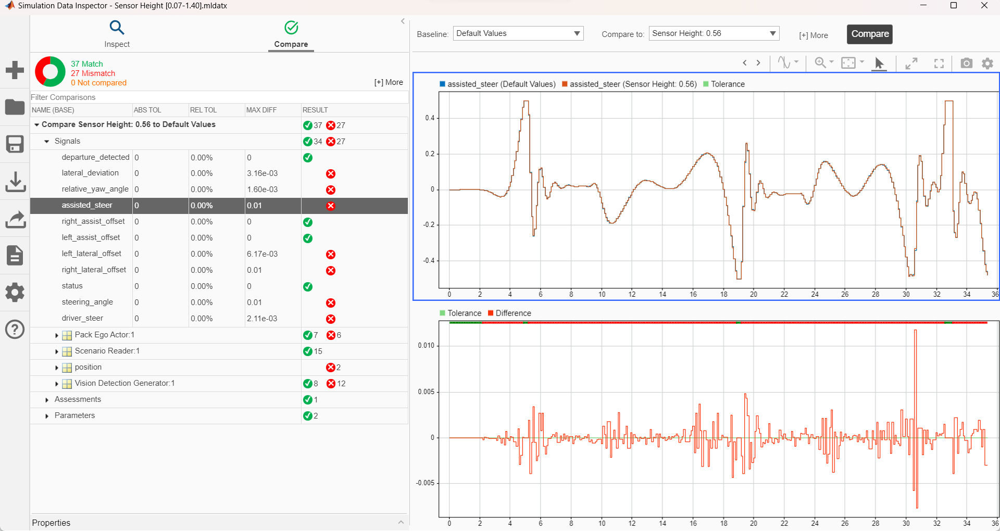 Simulation Data Inspector - Sensor Height [0.07-1.40].mldatx
Inspect
Compare
37 Match
27 Mismatch
0 Not compared
[+] More
Filter Comparisons
NAME (BASE) ABS TOL REL TOL MAX DIFF RESULT
Compare Sensor Height: 0.56 to Default Values 37 27
Signals 34 27
departure_detected 0 0.00% 0
lateral_deviation 0 0.00% 3.16e-03
relative_yaw_angle 0 0.00% 1.60e-03
assisted_steer 0 0.00% 0.01
right_assist_offset 0 0.00% 0
left_assist_offset 0 0.00% 0
left_lateral_offset 0 0.00% 6.17e-03
right_lateral_offset 0 0.00% 0.01
status 0 0.00% 0
steering_angle 0 0.00% 0.01
driver_steer 0 0.00% 2.11e-03
Pack Ego Actor:1 7 6
Scenario Reader:1 15
position 2
Vision Detection Generator:1 8 12
Assessments 1
Parameters 2
Properties
Baseline: Default Values Compare to: Sensor Height: 0.56 [+] More Compare
assisted_steer (Default Values) assisted_steer (Sensor Height: 0.56) Tolerance
0.4
0.2
0
-0.2
-0.4
0 2 4 6 8 10 12 14 16 18 20 22 24 26 28 30 32 34 36
Tolerance Difference
0.010
0.005
0
-0.005
0 2 4 6 8 10 12 14 16 18 20 22 24 26 28 30 32 34 36